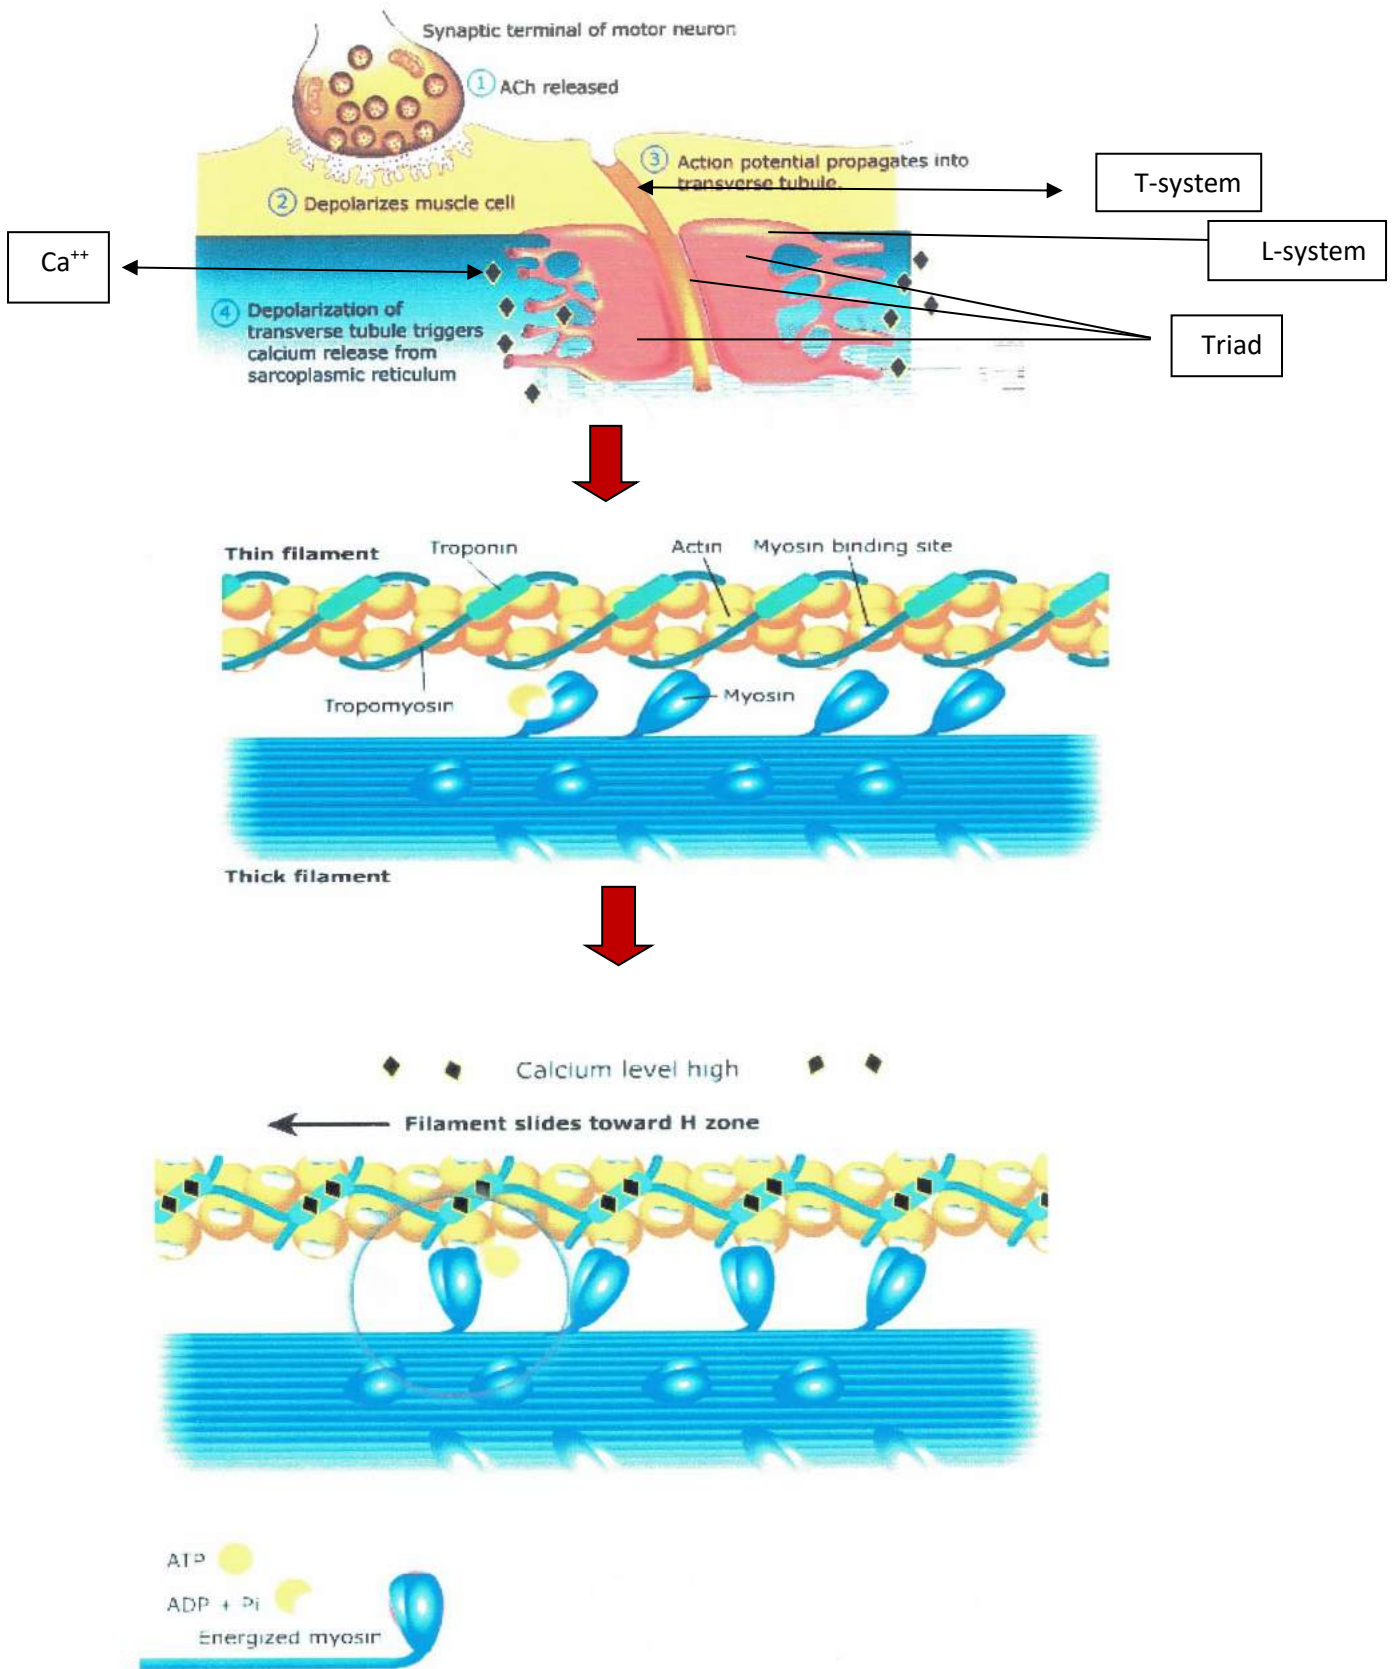 Synaptic terminal of motor neuron
1 ACh released
3 Action potential propagates into
transverse tubule.
T-system
2 Depolarizes muscle cell
L-system
Ca++
4 Depolarization of
transverse tubule triggers
calcium release from
sarcoplasmic reticulum
Triad
Thin filament
Troponin
Actin
Myosin binding site
Tropomyosin
Myosin
Thick filament
Calcium level high
Filament slides toward H zone
ATP
ADP + Pi
Energized myosin